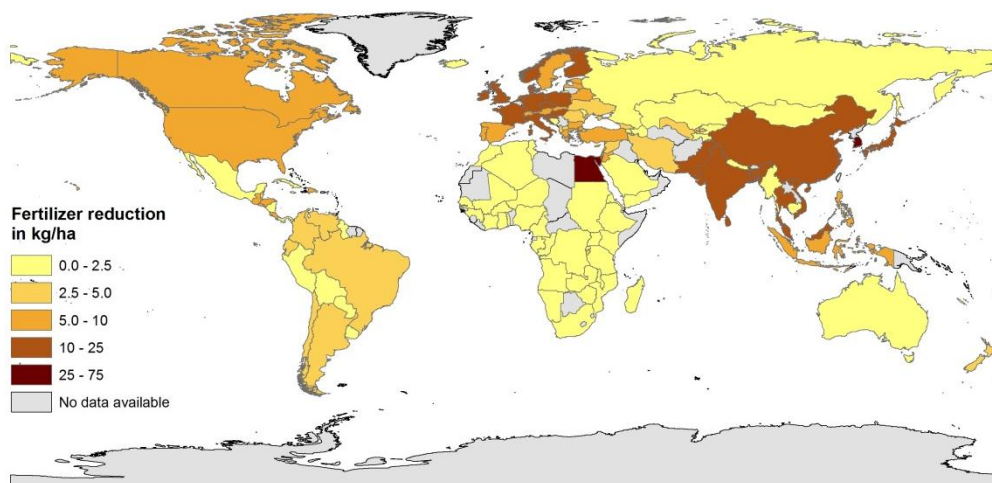 Fertilizer reduction
in kg/ha
0.0 - 2.5
2.5 - 5.0
5.0 - 10
10 - 25
25 - 75
No data available